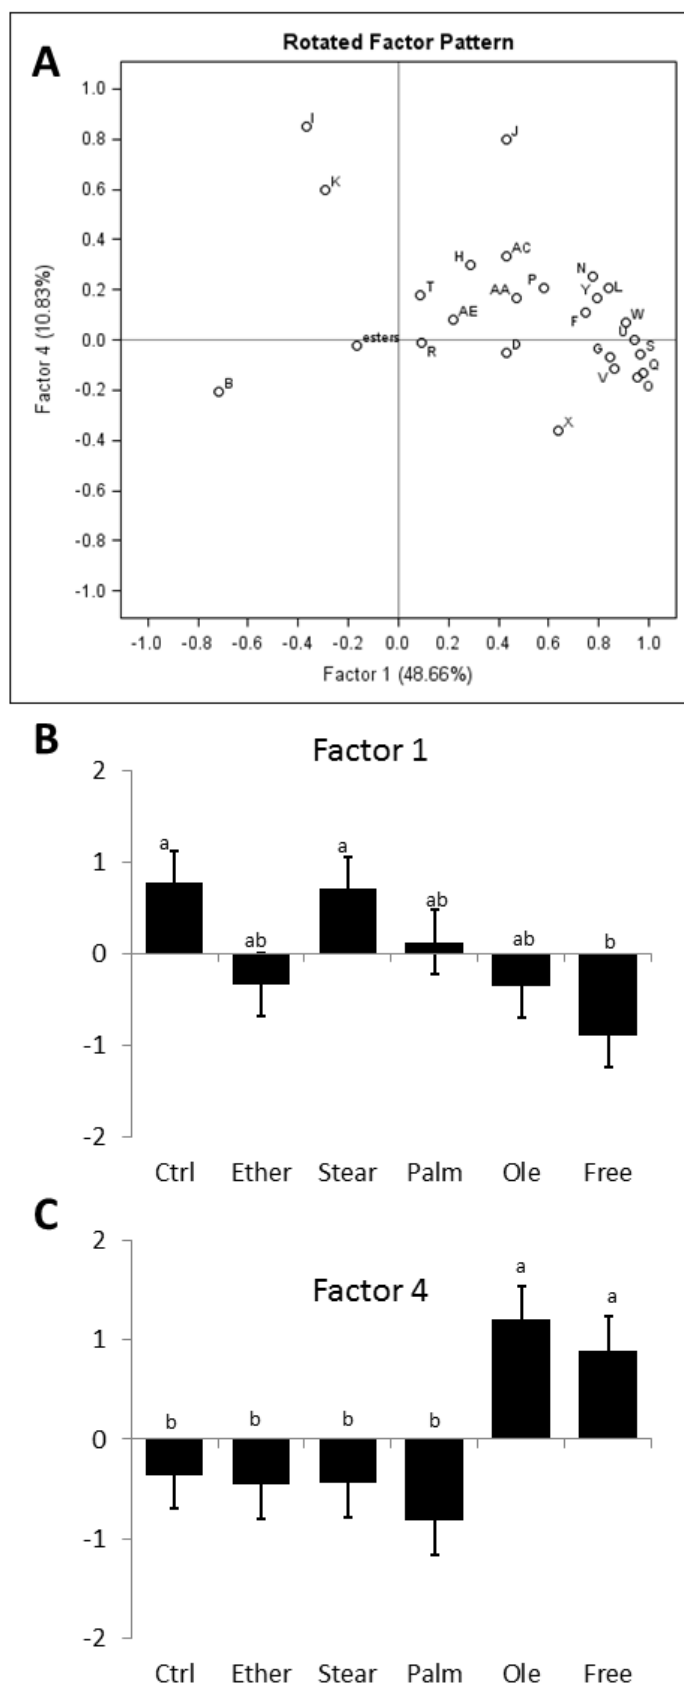 A
Rotated Factor Pattern
1.0
0.8
0.6
0.4
0.2
0.0
-0.2
-0.4
-0.6
-0.8
-1.0
Factor 4 (10.83%)
I
J
K
H
AC
N
T
AA
P
Y
L
AE
F
W
U
esters
R
D
G
S
V
Q
O
B
X
-1.0 -0.8 -0.6 -0.4 -0.2 0.0 0.2 0.4 0.6 0.8 1.0
Factor 1 (48.66%)
B
Factor 1
2
1
0
-1
-2
a
ab
a
ab
ab
b
Ctrl Ether Stear Palm Ole Free
C
Factor 4
2
1
0
-1
-2
b
b
b
b
a
a
Ctrl Ether Stear Palm Ole Free